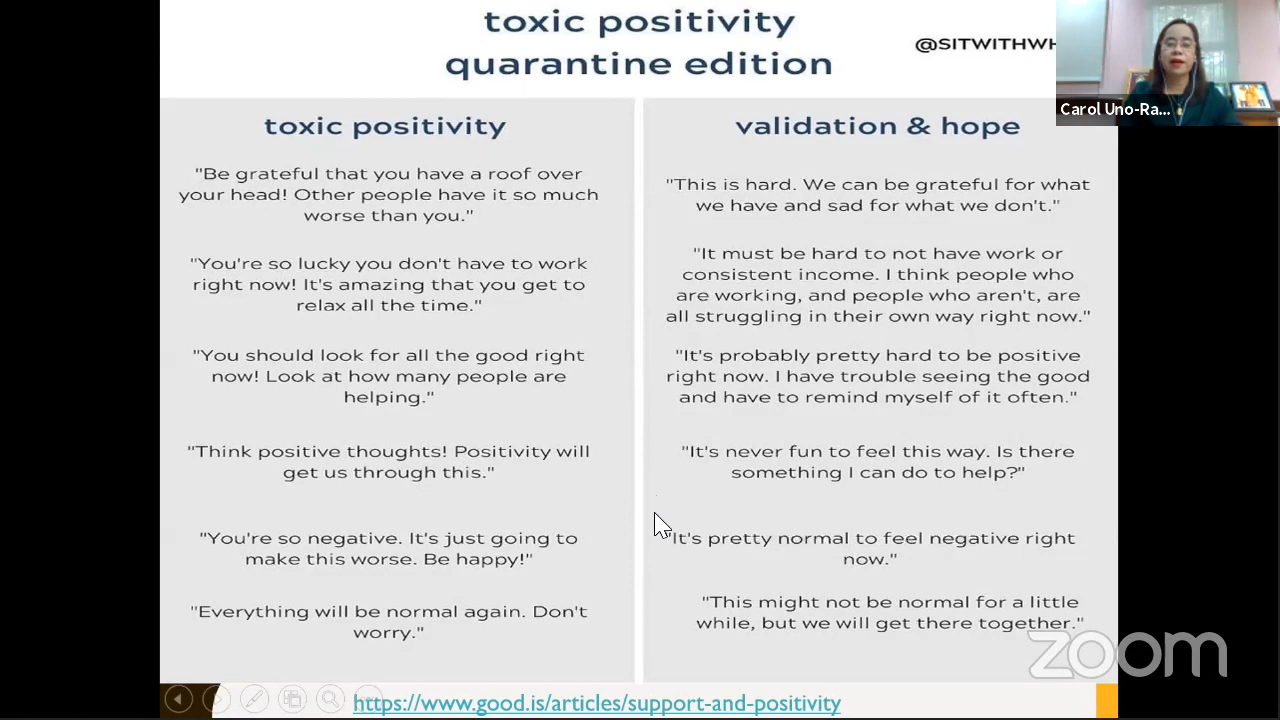 toxic positivity
quarantine edition
@SITWITHWH
Carol Uno-Ra...
toxic positivity
"Be grateful that you have a roof over
your head! Other people have it so much
worse than you."
"You're so lucky you don't have to work
right now! It's amazing that you get to
relax all the time."
"You should look for all the good right
now! Look at how many people are
helping."
"Think positive thoughts! Positivity will
get us through this."
"You're so negative. It's just going to
make this worse. Be happy!"
"Everything will be normal again. Don't
worry."
validation & hope
"This is hard. We can be grateful for what
we have and sad for what we don't."
"It must be hard to not have work or
consistent income. I think people who
are working, and people who aren't, are
all struggling in their own way right now."
"It's probably pretty hard to be positive
right now. I have trouble seeing the good
and have to remind myself of it often."
"It's never fun to feel this way. Is there
something I can do to help?"
"It's pretty normal to feel negative right
now."
"This might not be normal for a little
while, but we will get there together."
zoom
https://www.good.is/articles/support-and-positivity